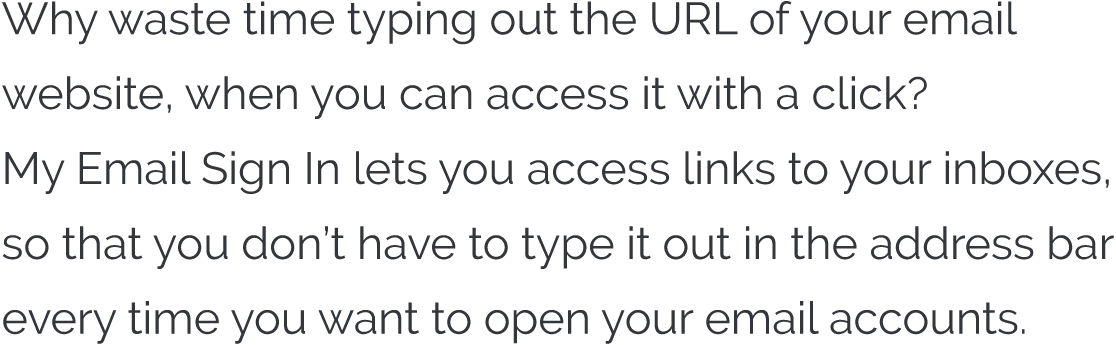 Why waste time typing out the URL of your email
website, when you can access it with a click?
My Email Sign In lets you access links to your inboxes,
so that you don’t have to type it out in the address bar
every time you want to open your email accounts.